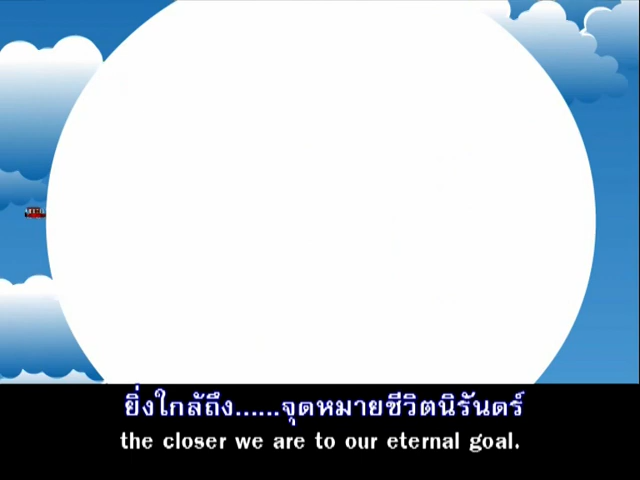 ยิ่งใกล้ถึง......จุดหมายชีวิตนิรันดร์
the closer we are to our eternal goal.